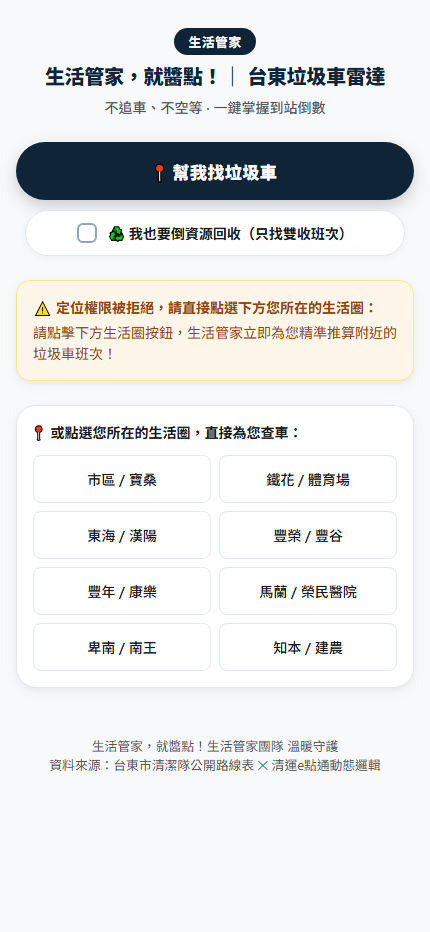 生活管家
生活管家，就醬點！｜ 台東垃圾車雷達
不追車、不空等 · 一鍵掌握到站倒數
📍 幫我找垃圾車
♻️ 我也要倒資源回收（只找雙收班次）
⚠️ 定位權限被拒絕，請直接點選下方您所在的生活圈：
請點擊下方生活圈按鈕，生活管家立即為您精準推算附近的
垃圾車班次！
📍 或點選您所在的生活圈，直接為您查車：
市區 / 寶桑
鐵花 / 體育場
東海 / 漢陽
豐榮 / 豐谷
豐年 / 康樂
馬蘭 / 榮民醫院
卑南 / 南王
知本 / 建農
生活管家，就醬點！生活管家團隊 溫暖守護
資料來源：台東市清潔隊公開路線表 ✕ 清運e點通動態邏輯